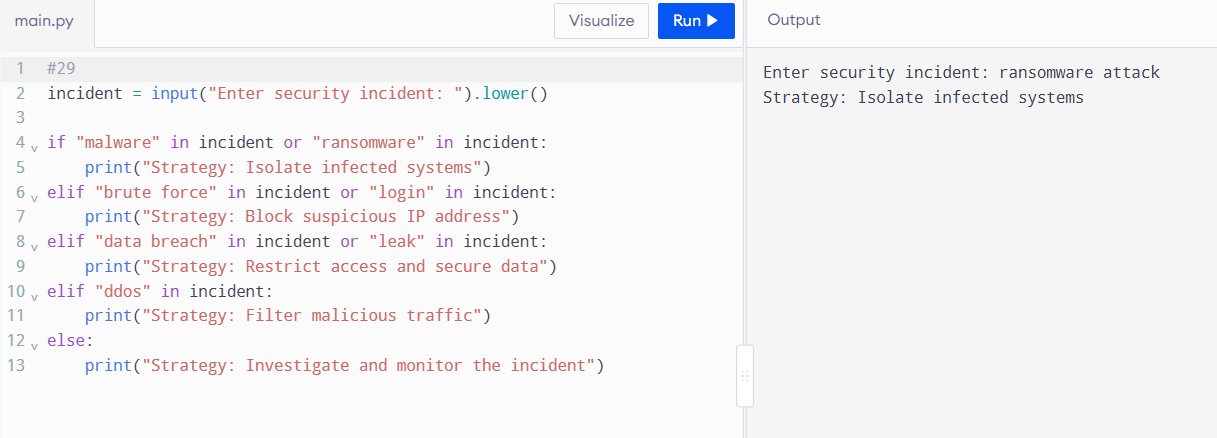 main.py
Visualize
Run
Output
1 #29
2 incident = input("Enter security incident: ").lower()
3
4 if "malware" in incident or "ransomware" in incident:
5     print("Strategy: Isolate infected systems")
6 elif "brute force" in incident or "login" in incident:
7     print("Strategy: Block suspicious IP address")
8 elif "data breach" in incident or "leak" in incident:
9     print("Strategy: Restrict access and secure data")
10 elif "ddos" in incident:
11     print("Strategy: Filter malicious traffic")
12 else:
13     print("Strategy: Investigate and monitor the incident")
Enter security incident: ransomware attack
Strategy: Isolate infected systems